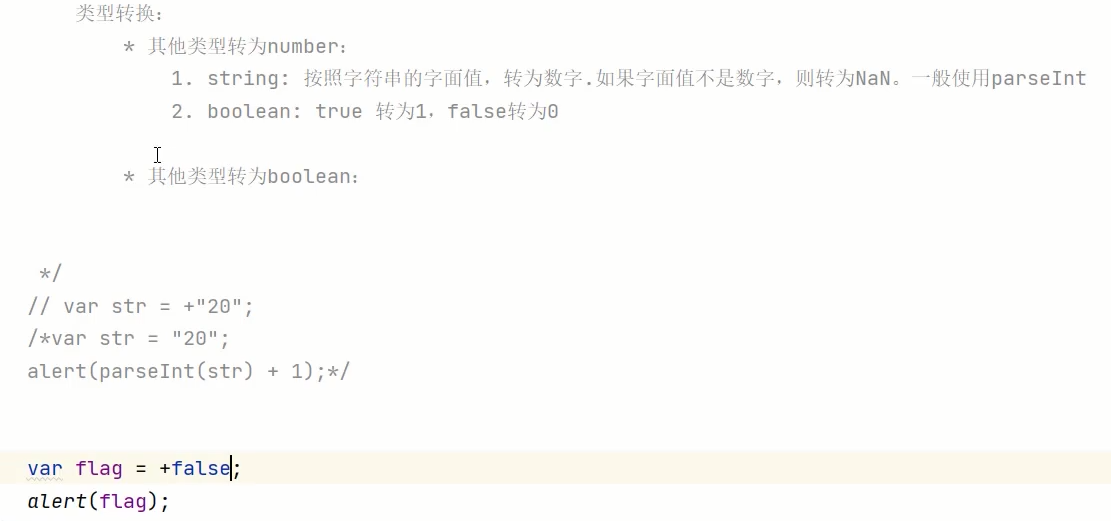 类型转换：
* 其他类型转为number：
1. string: 按照字符串的字面值，转为数字.如果字面值不是数字，则转为NaN。一般使用parseInt
2. boolean: true 转为1，false转为0
* 其他类型转为boolean：
*/
// var str = +"20";
/*var str = "20";
alert(parseInt(str) + 1);*/
var flag = +false;
alert(flag);